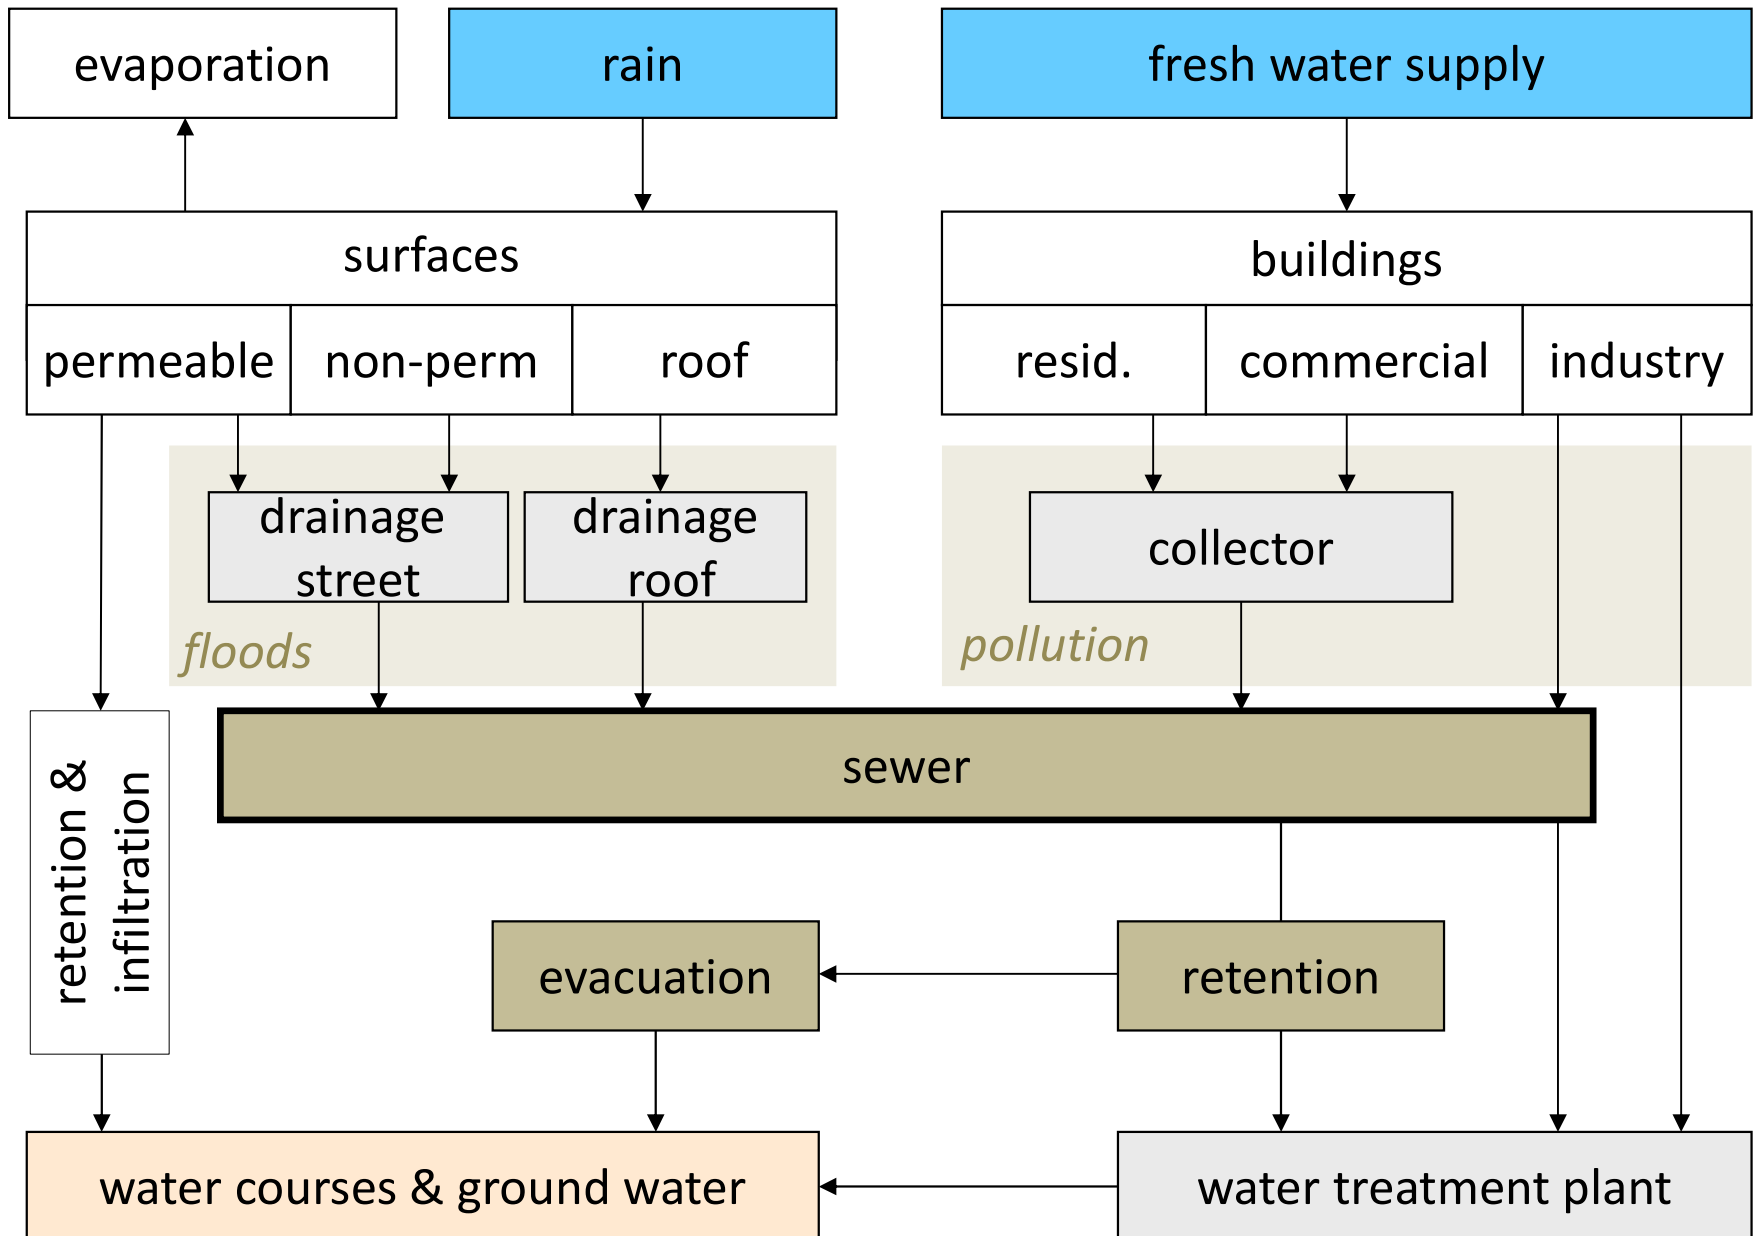 evaporation
rain
fresh water supply
surfaces
buildings
permeable
non-perm
roof
resid.
commercial
industry
drainage
street
drainage
roof
collector
floods
pollution
sewer
retention &
infiltration
evacuation
retention
water courses & ground water
water treatment plant